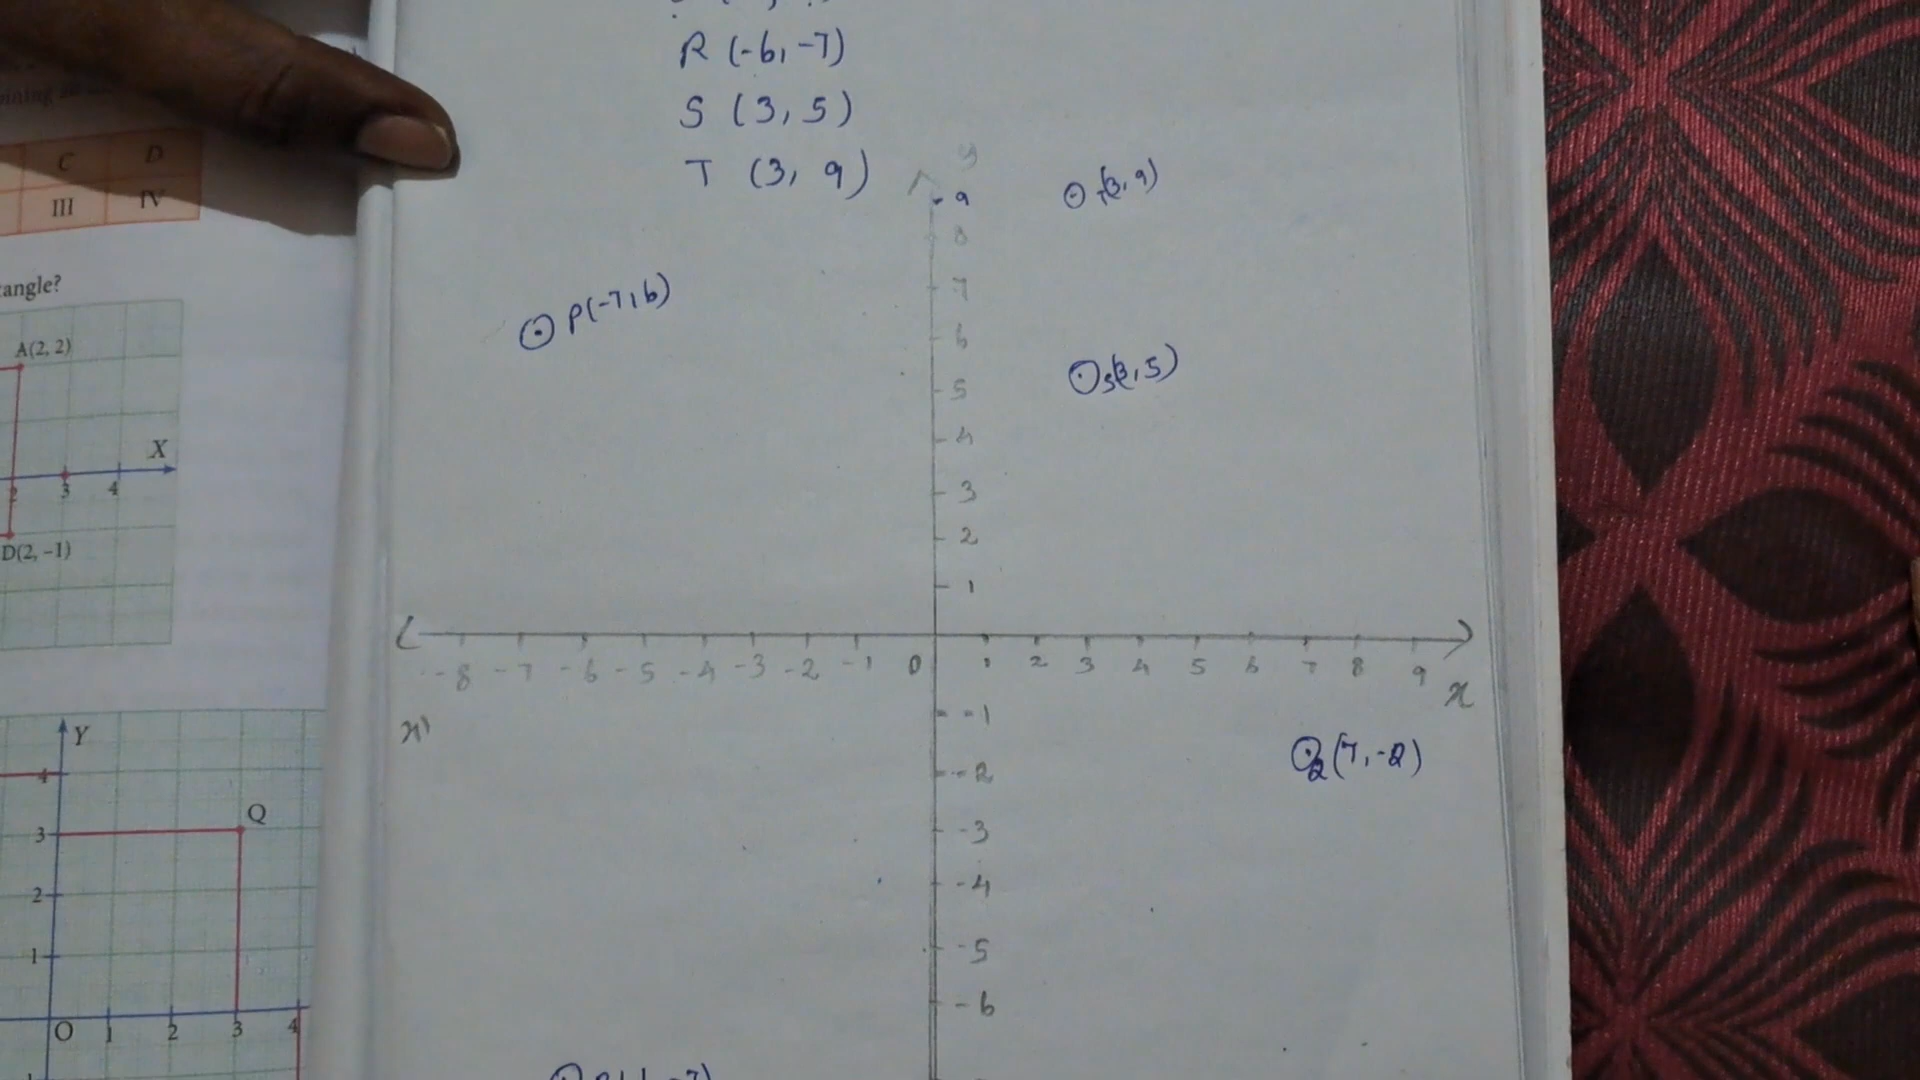 R (-6, -7)
S (3, 5)
T (3, 9)
C D
III IV
angle?
A(2, 2)
X
2 3 4
D(2, -1)
y
9
8
7
6
5
4
3
2
1
T(3, 9)
P(-7, 6)
S(3, 5)
-8 -7 -6 -5 -4 -3 -2 -1 0 1 2 3 4 5 6 7 8 9
x
x'
-1
-2
-3
-4
-5
-6
Q(7, -2)
Y
Q
4
3
2
1
O 1 2 3 4